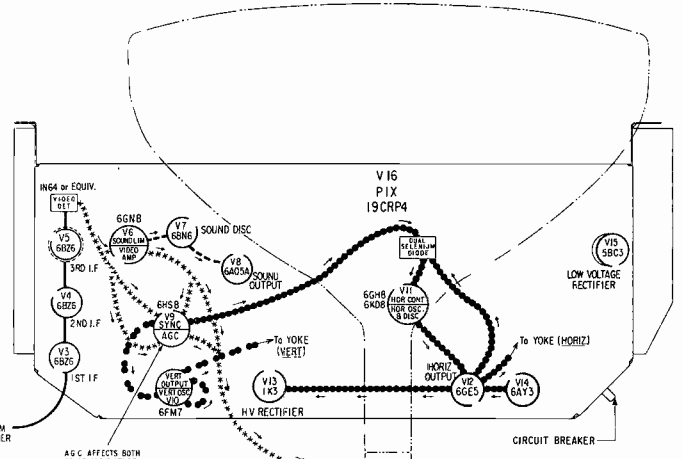 V16
PIX
19CRP4
IN64 or EQUIV.
VIDEO
DET
V5
6BZ6
3RD I.F
V4
6BZ6
2ND I.F
V3
6BZ6
1ST IF
6GN8
V6
SOUND LIM
VIDEO
AMP
V7
6BN6
SOUND DISC
V8
6A05A
SOUND
OUTPUT
6HS8
V9
SYNC
AGC
DUAL
SELENIUM
DIODE
V11
HOR CONT
HOR OSC.
& DISC
6GH8
6KD8
V15
5BC3
LOW VOLTAGE
RECTIFIER
To YOKE
(VERT)
To YOKE (HORIZ)
VERT
OUTPUT
VERT OSC
V10
6FM7
V13
1K3
HV RECTIFIER
HORIZ
OUTPUT
V12
6GE5
V14
6AY3
CIRCUIT BREAKER
AGC AFFECTS BOTH